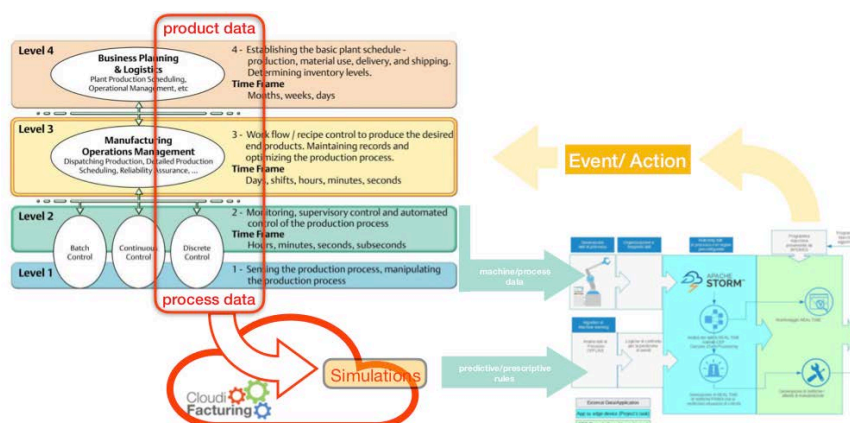 product data
Level 4
Business Planning
& Logistics
Plant Production Scheduling,
Operational Management, etc
4 - Establishing the basic plant schedule -
production, material use, delivery, and shipping.
Determining inventory levels.
Time Frame
Months, weeks, days
Level 3
Manufacturing
Operations Management
Dispatching Production, Detailed Production
Scheduling, Reliability Assurance, ...
3 - Work flow / recipe control to produce the desired
end products. Maintaining records and
optimizing the production process.
Time Frame
Days, shifts, hours, minutes, seconds
Event/ Action
Level 2
2 - Monitoring, supervisory control and automated
control of the production process
Time Frame
Hours, minutes, seconds, subseconds
Batch
Control
Continuous
Control
Discrete
Control
Level 1
1 - Sensing the production process, manipulating
the production process
process data
machine/process
data
APACHE
STORM™
Simulations
predictive/prescriptive
rules
Cloudi
Facturing
External Data/Application